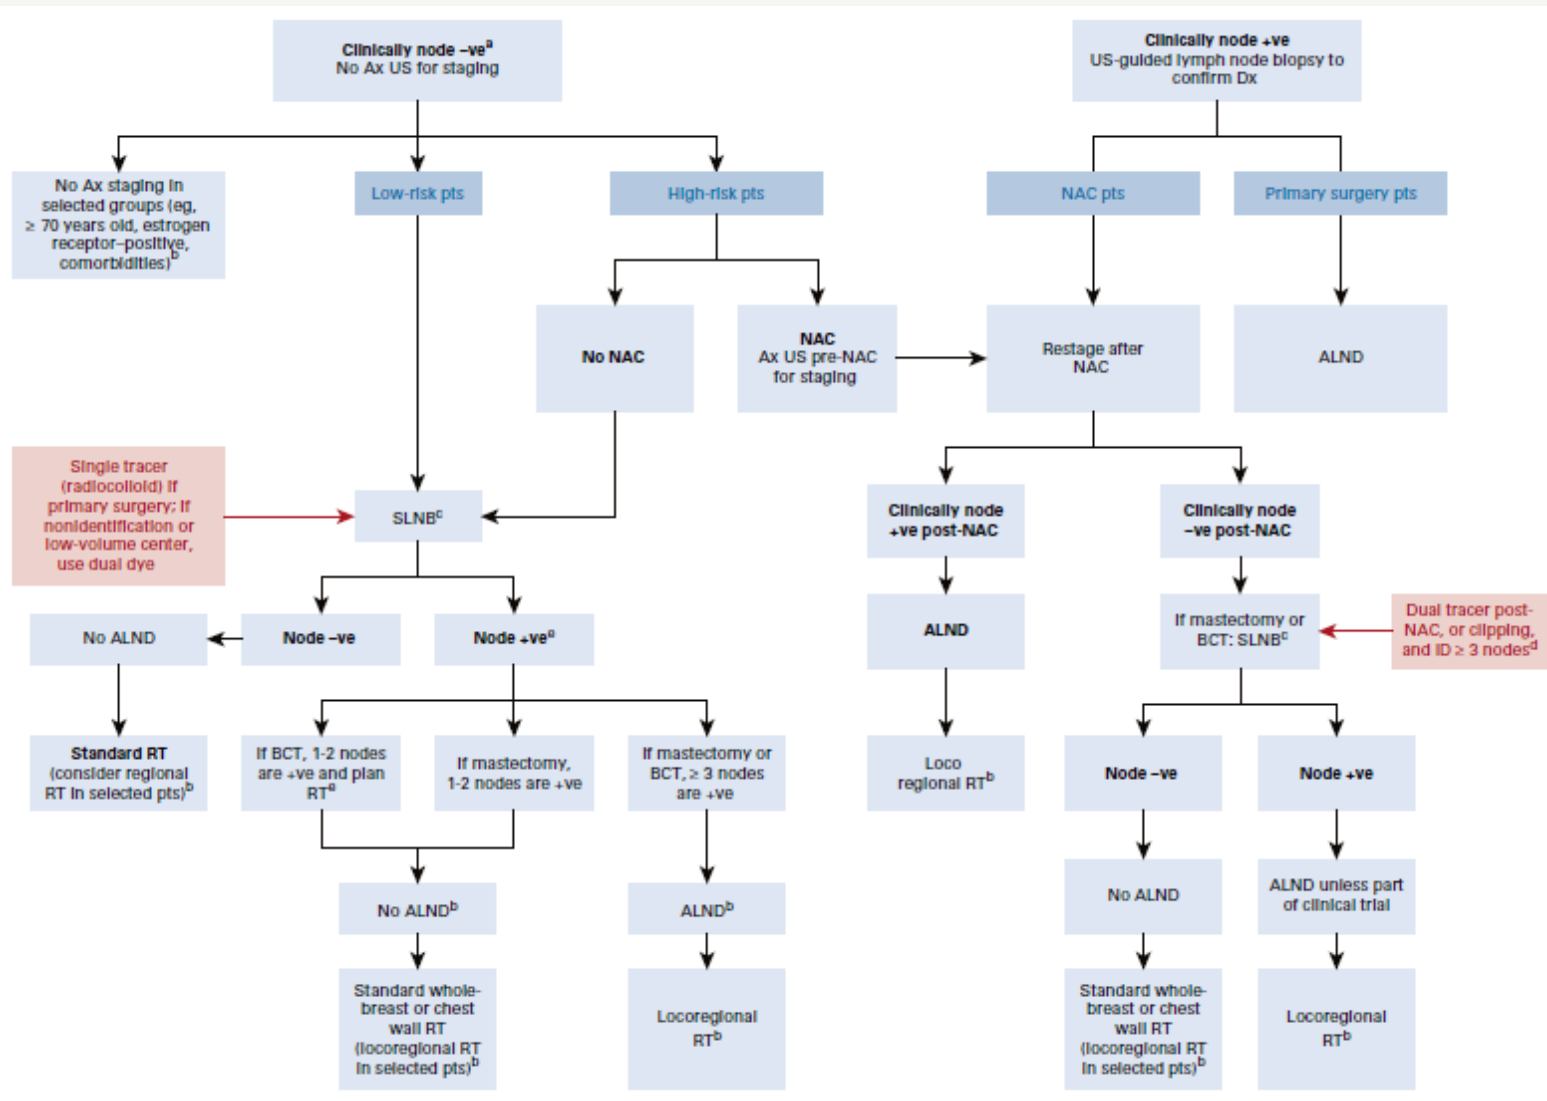 Clinically node –veª
No Ax US for staging
Clinically node +ve
US-guided lymph node biopsy to
confirm Dx
No Ax staging in
selected groups (eg,
≥ 70 years old, estrogen
receptor–positive,
comorbidities)b
Low-risk pts
High-risk pts
NAC pts
Primary surgery pts
No NAC
NAC
Ax US pre-NAC
for staging
Restage after
NAC
ALND
Single tracer
(radiocolloid) if
primary surgery; if
nonidentification or
low-volume center,
use dual dye
SLNBc
Clinically node
+ve post-NAC
Clinically node
–ve post-NAC
No ALND
Node –ve
Node +vee
ALND
If mastectomy or
BCT: SLNBc
Dual tracer post-
NAC, or clipping,
and ID ≥ 3 nodesd
Standard RT
(consider regional
RT in selected pts)b
If BCT, 1-2 nodes
are +ve and plan
RTe
If mastectomy,
1-2 nodes are +ve
If mastectomy or
BCT, ≥ 3 nodes
are +ve
Loco
regional RTb
Node –ve
Node +ve
No ALNDb
ALNDb
No ALND
ALND unless part
of clinical trial
Standard whole-
breast or chest
wall RT
(locoregional RT
in selected pts)b
Locoregional
RTb
Standard whole-
breast or chest
wall RT
(locoregional RT
in selected pts)b
Locoregional
RTb